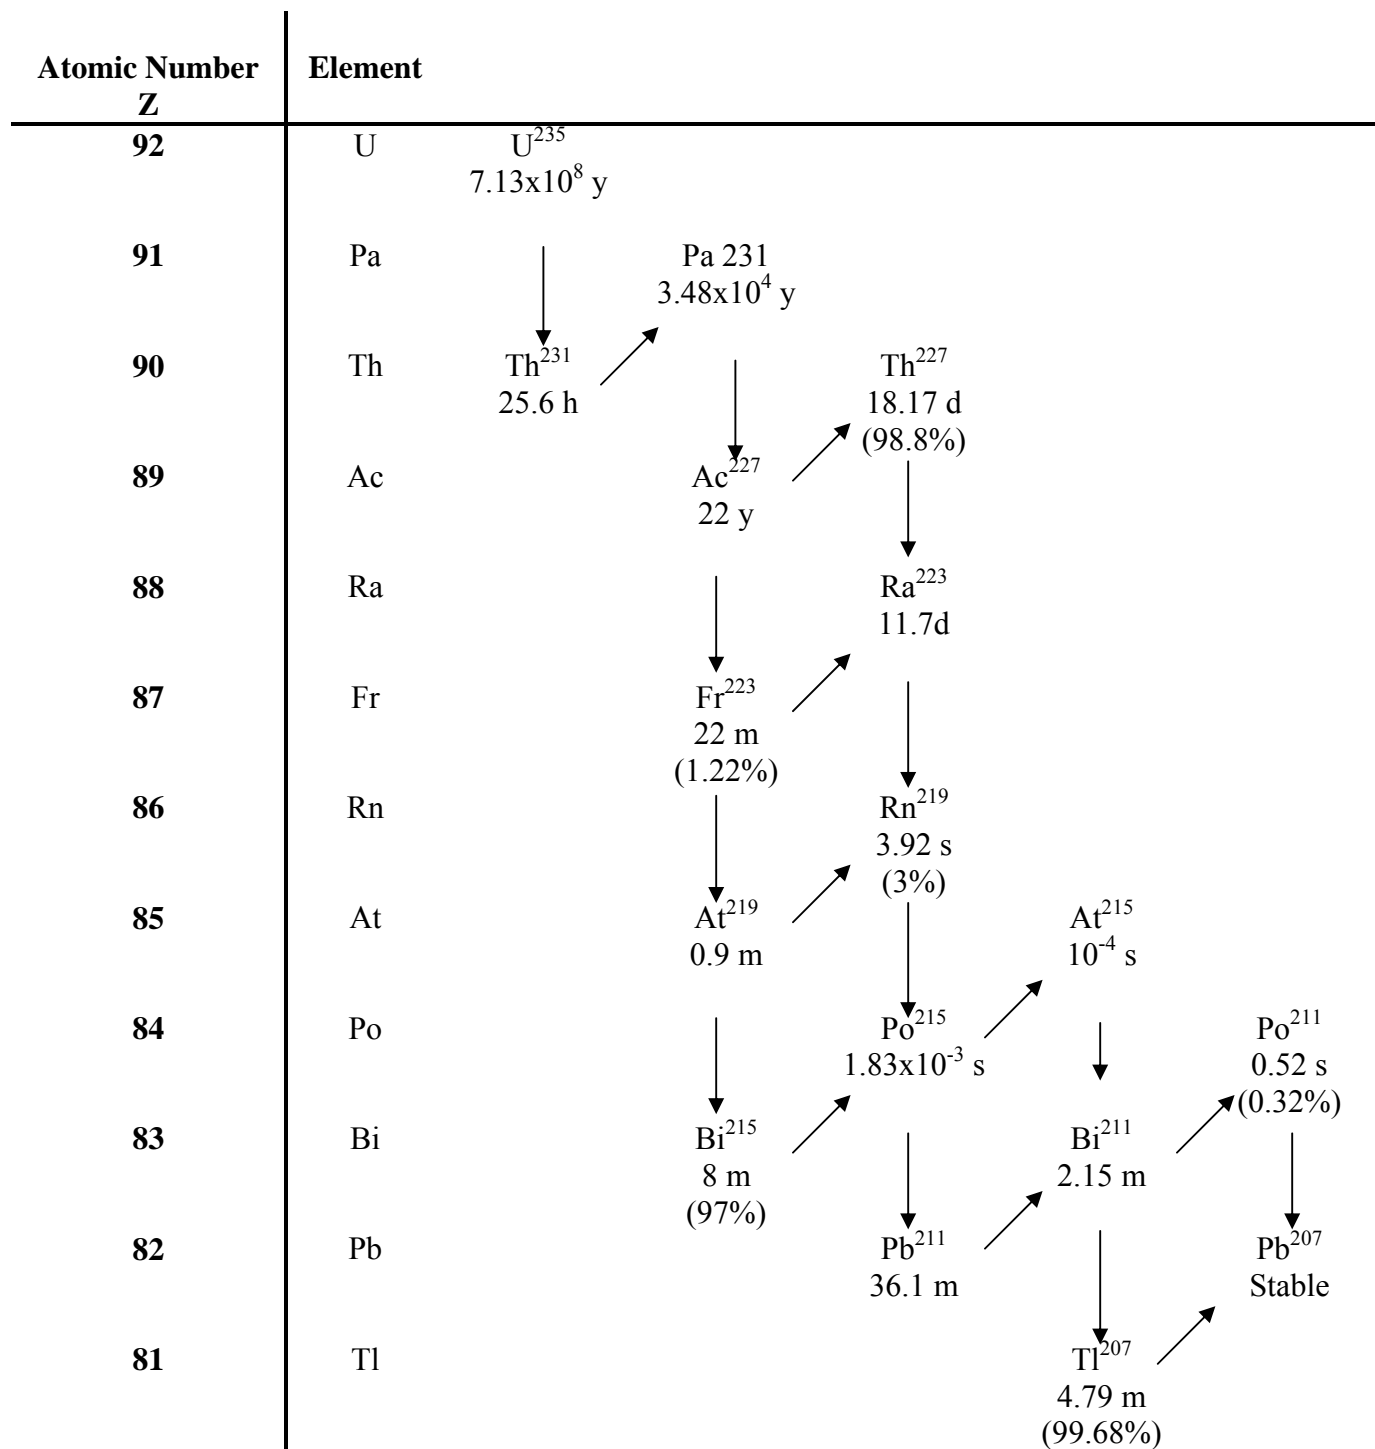 Atomic Number Element
Z
92 U U²³⁵
7.13x10⁸ y
91 Pa Pa 231
3.48x10⁴ y
90 Th Th²³¹ Th²²⁷
25.6 h 18.17 d
(98.8%)
89 Ac Ac²²⁷
22 y
88 Ra Ra²²³
11.7d
87 Fr Fr²²³
22 m
(1.22%)
86 Rn Rn²¹⁹
3.92 s
(3%)
85 At At²¹⁹ At²¹⁵
0.9 m 10⁻⁴ s
84 Po Po²¹⁵ Po²¹¹
1.83x10⁻³ s 0.52 s
(0.32%)
83 Bi Bi²¹⁵ Bi²¹¹
8 m 2.15 m
(97%)
82 Pb Pb²¹¹ Pb²⁰⁷
36.1 m Stable
81 Tl Tl²⁰⁷
4.79 m
(99.68%)